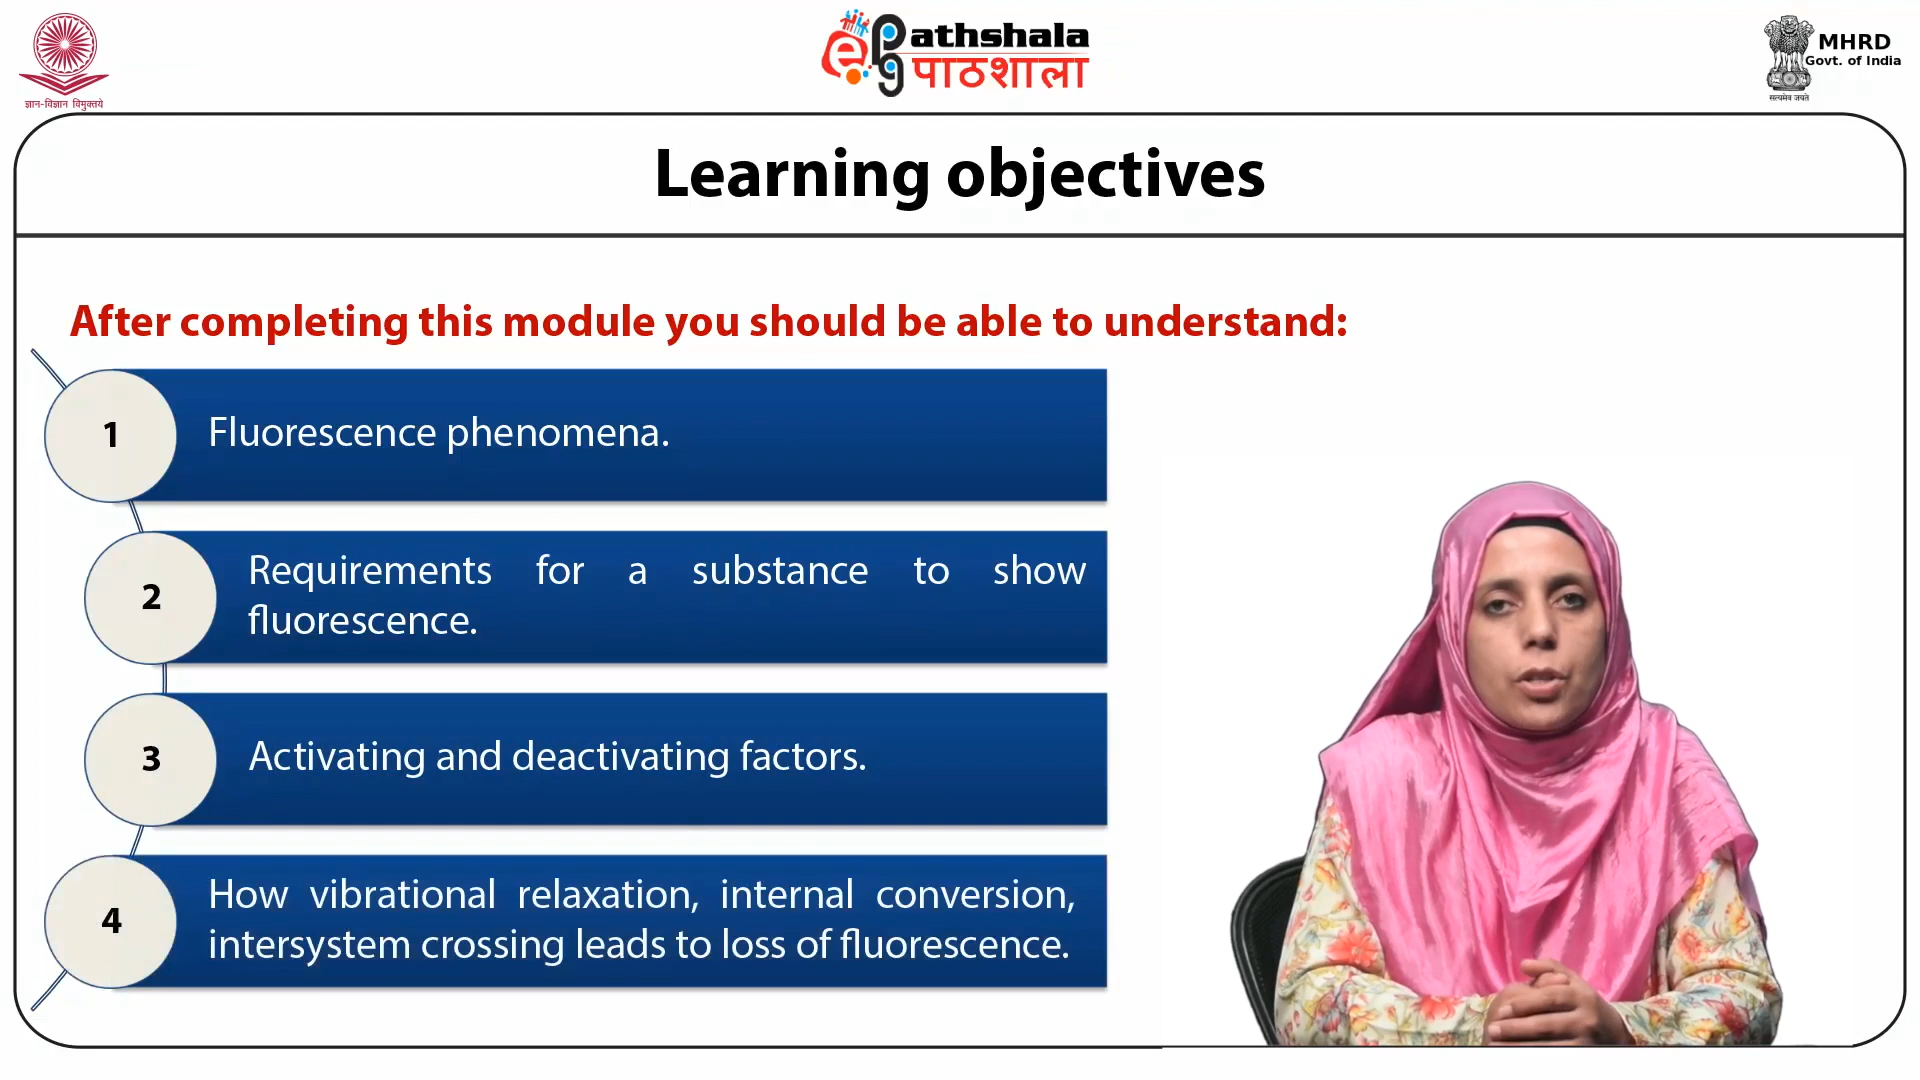 ज्ञान-विज्ञान विमुक्तये
ePathshala
पाठशाला
MHRD
Govt. of India
सत्यमेव जयते
Learning objectives
After completing this module you should be able to understand:
1
Fluorescence phenomena.
2
Requirements for a substance to show
fluorescence.
3
Activating and deactivating factors.
4
How vibrational relaxation, internal conversion,
intersystem crossing leads to loss of fluorescence.